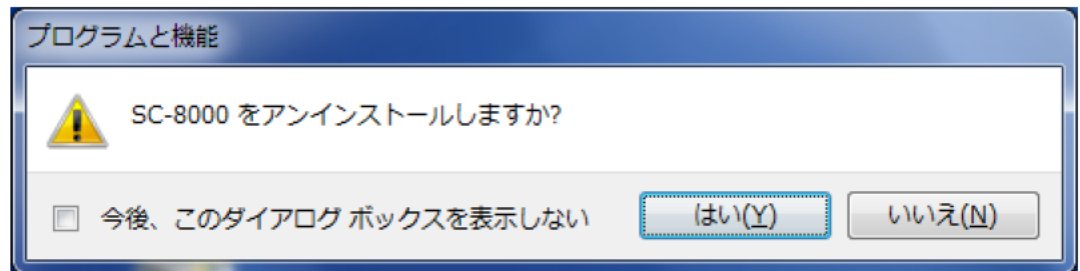 プログラムと機能
SC-8000 をアンインストールしますか?
今後、このダイアログ ボックスを表示しない
はい(Y)
いいえ(N)